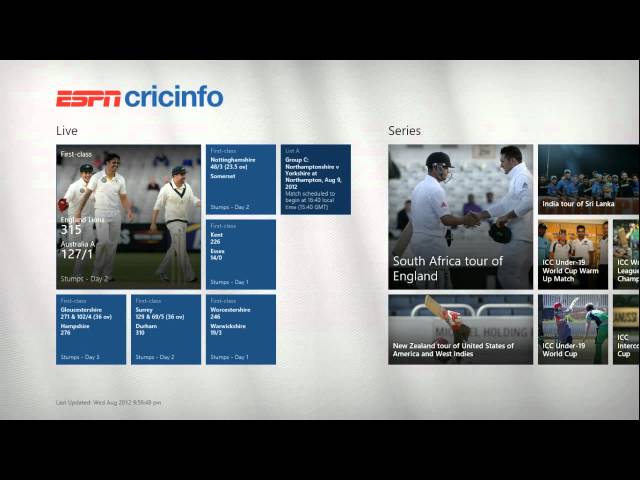 ESPN cricinfo
Live
First-class
England Lions
315
Australia A
127/1
Stumps - Day 2
First-class
Nottinghamshire
48/3 (23.5 ov)
Somerset
Stumps - Day 2
List A
Group C:
Northamptonshire v
Yorkshire at
Northampton, Aug 9,
2012
Match scheduled to
begin at 16:40 local
time (15:40 GMT)
First-class
Kent
226
Essex
14/0
Stumps - Day 1
First-class
Gloucestershire
271 & 102/4 (36 ov)
Hampshire
276
Stumps - Day 3
First-class
Surrey
129 & 69/5 (36 ov)
Durham
310
Stumps - Day 2
First-class
Worcestershire
246
Warwickshire
19/3
Stumps - Day 1
Series
South Africa tour of
England
India tour of Sri Lanka
ICC Under-19
World Cup Warm
Up Match
ICC W
League
Champ
New Zealand tour of United States of
America and West Indies
ICC Under-19
World Cup
ICC
Interco
Cup
Last Updated: Wed Aug 2012 9:59:48 pm